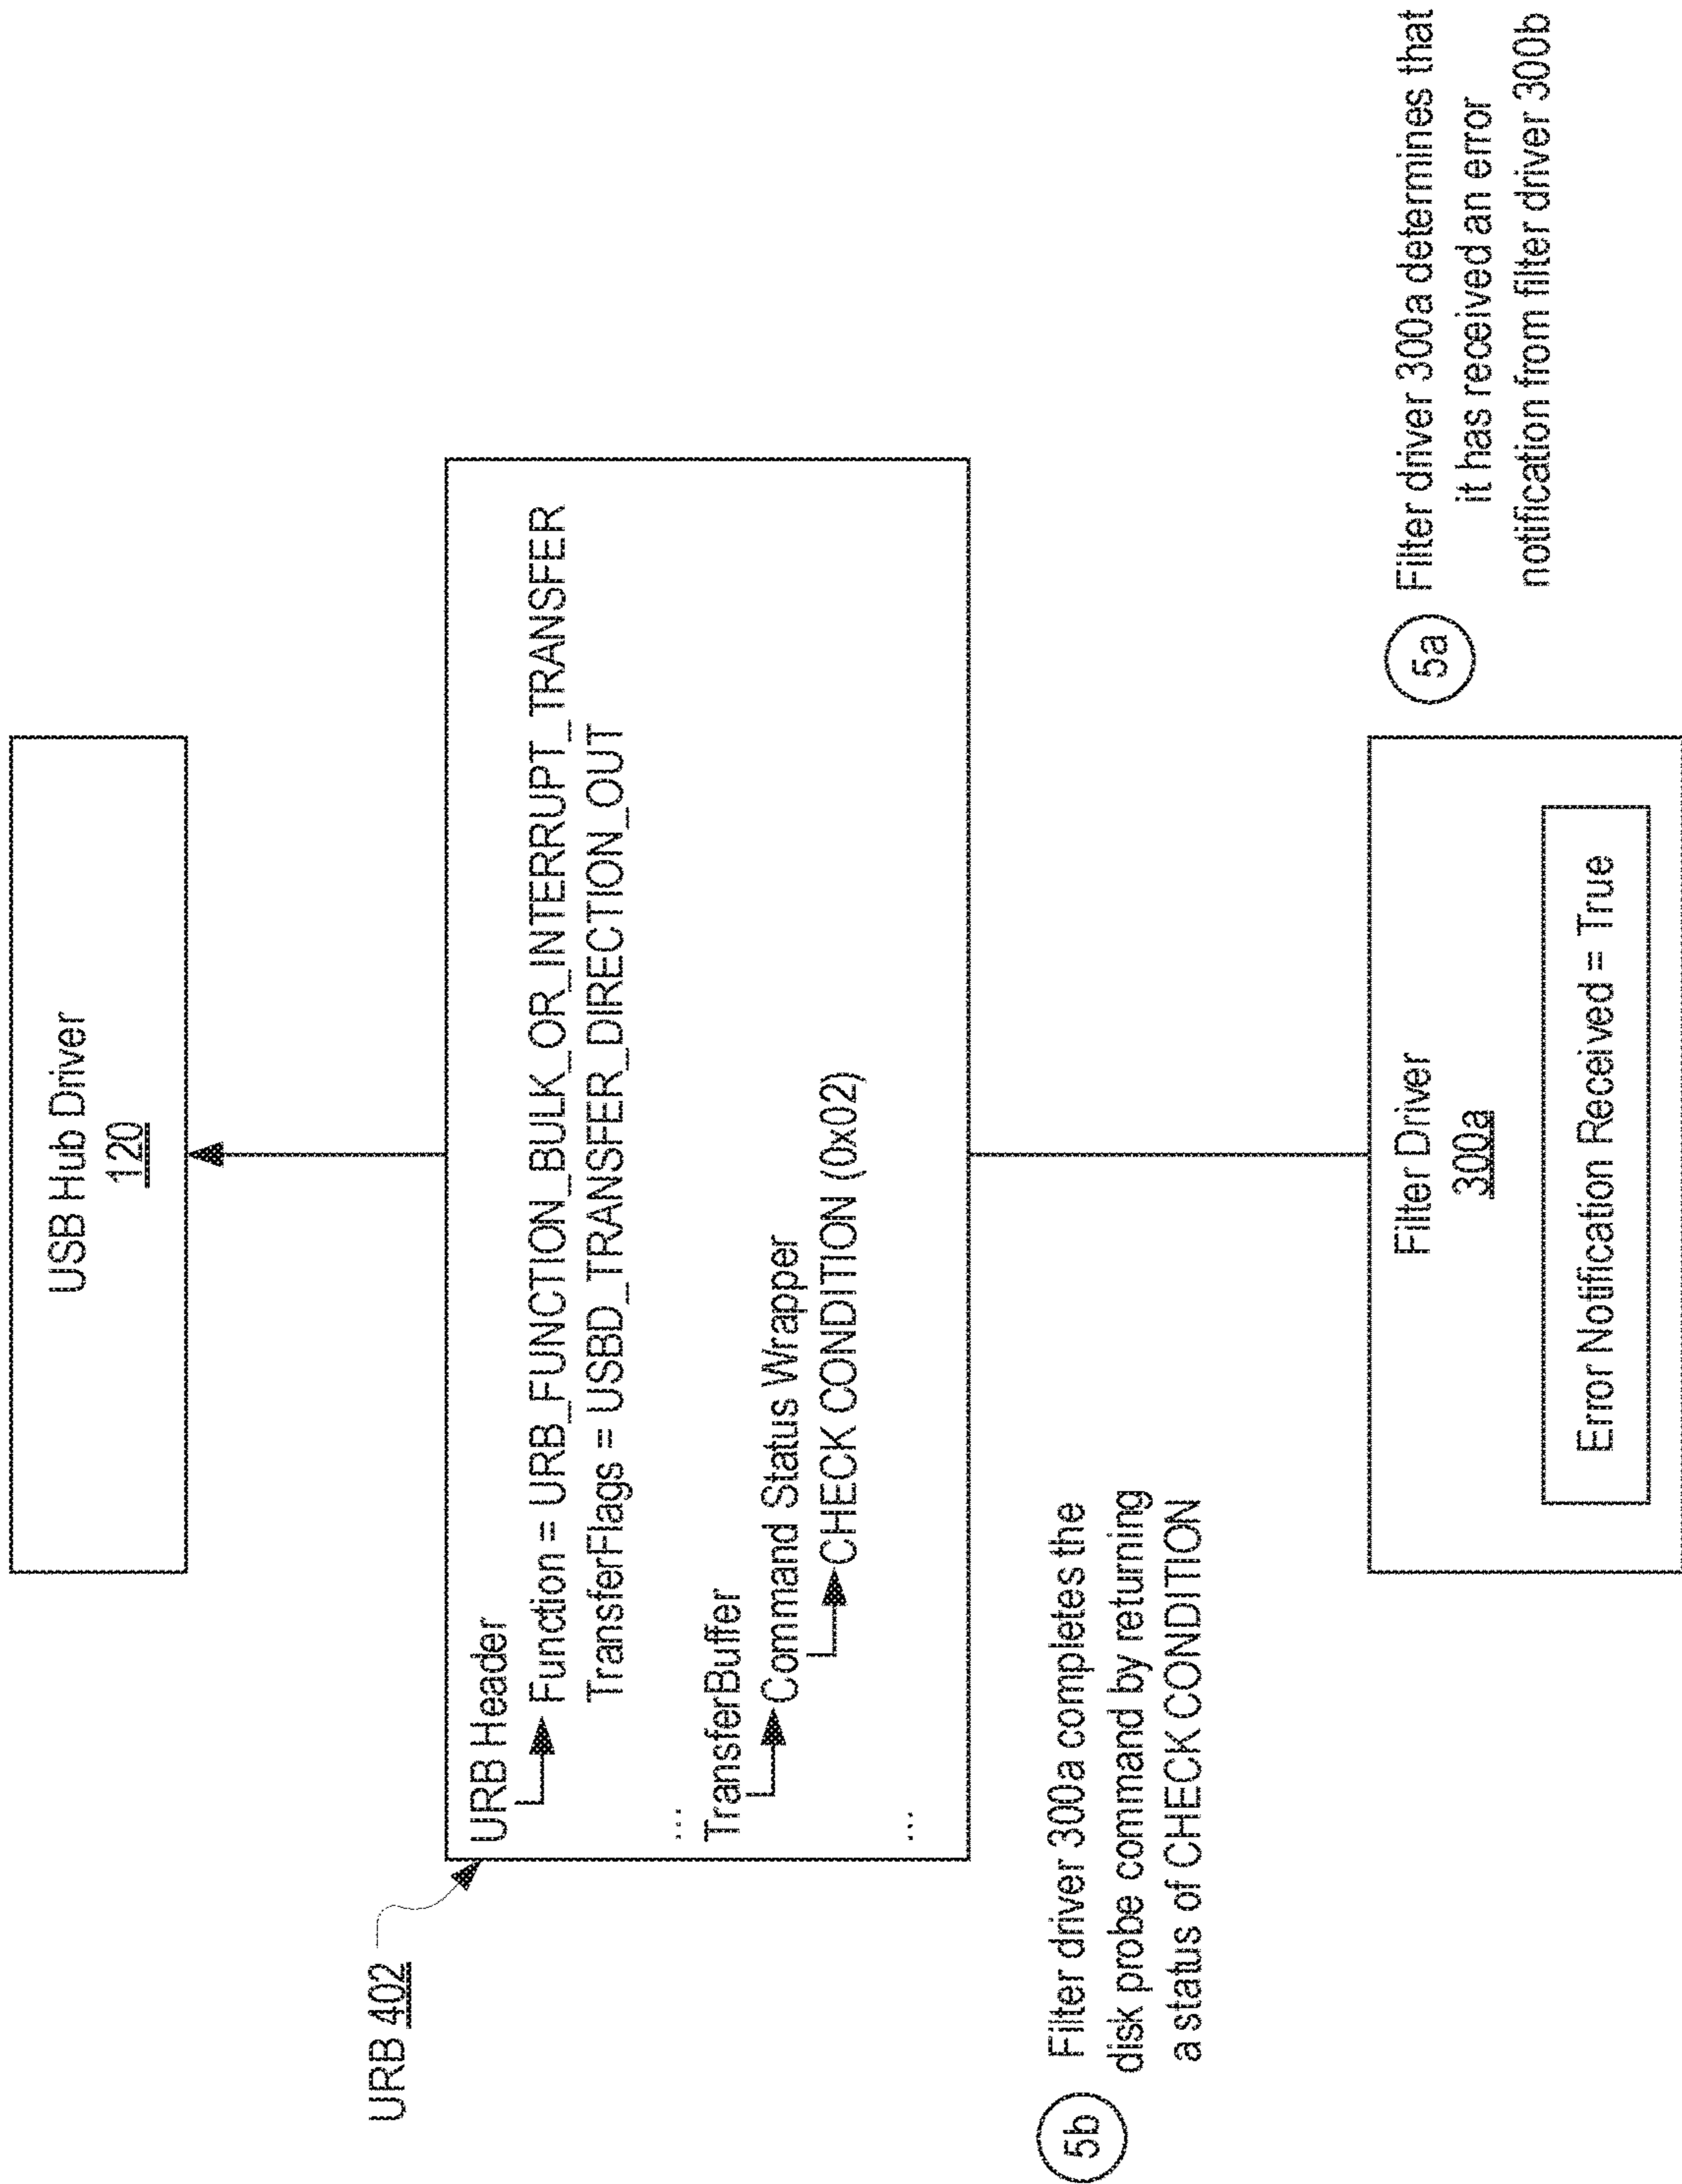 USB Hub Driver
120
URB 402
URB Header
Function = URB_FUNCTION_BULK_OR_INTERRUPT_TRANSFER
TransferFlags = USBD_TRANSFER_DIRECTION_OUT
...
TransferBuffer
Command Status Wrapper
CHECK CONDITION (0x02)
...
5b
Filter driver 300a completes the
disk probe command by returning
a status of CHECK CONDITION
Filter Driver
300a
Error Notification Received = True
5a
Filter driver 300a determines that
it has received an error
notification from filter driver 300b